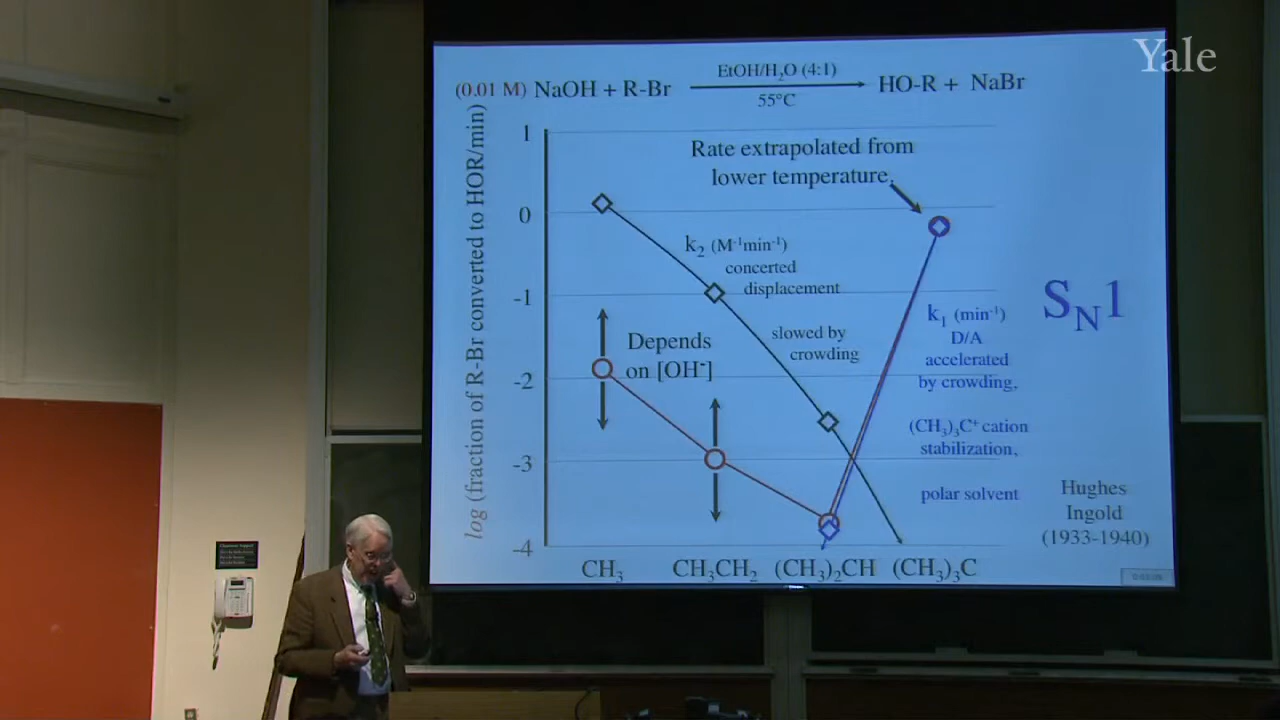 Yale
EtOH/H₂O (4:1)
(0.01 M) NaOH + R-Br HO-R + NaBr
55°C
log (fraction of R-Br converted to HOR/min)
1
0
-1
-2
-3
-4
Rate extrapolated from
lower temperature,
k₂ (M⁻¹min⁻¹)
concerted
displacement
slowed by
crowding
Depends
on [OH⁻]
k₁ (min⁻¹)
D/A
accelerated
by crowding,
(CH₃)₃C⁺ cation
stabilization,
polar solvent
S_N1
Hughes
Ingold
(1933-1940)
CH₃ CH₃CH₂ (CH₃)₂CH (CH₃)₃C